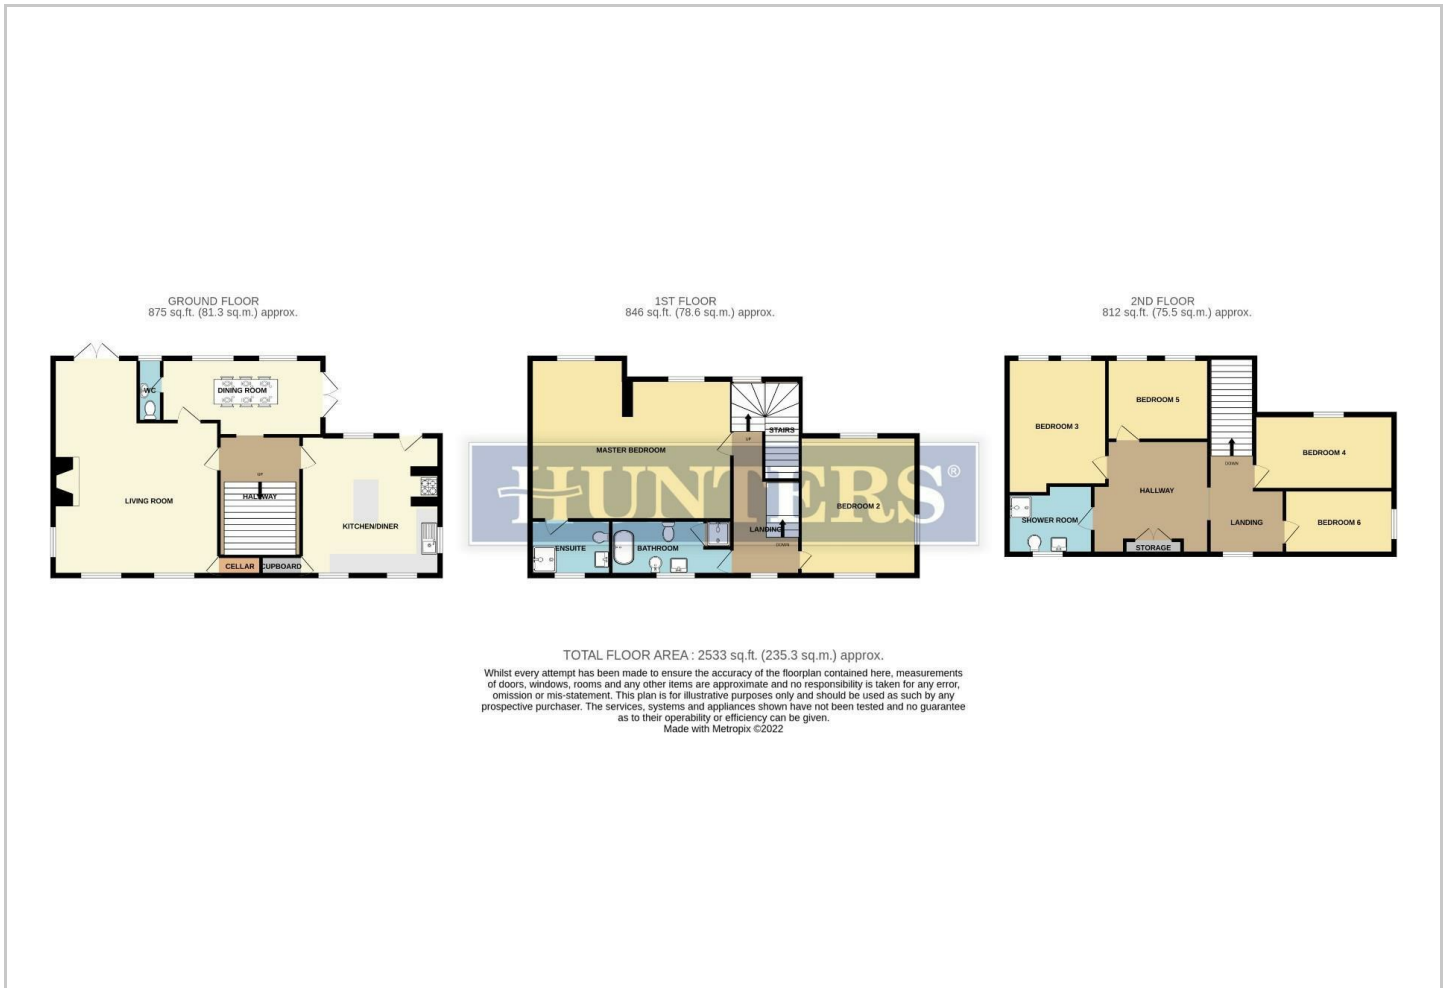 GROUND FLOOR
875 sq.ft. (81.3 sq.m.) approx.
WC
DINING ROOM
UP
LIVING ROOM
HALLWAY
KITCHEN/DINER
CELLAR
CUPBOARD
1ST FLOOR
846 sq.ft. (78.6 sq.m.) approx.
STAIRS
UP
MASTER BEDROOM
HUNTERS®
BEDROOM 2
LANDING
DOWN
ENSUITE
BATHROOM
2ND FLOOR
812 sq.ft. (75.5 sq.m.) approx.
BEDROOM 5
BEDROOM 3
BEDROOM 4
DOWN
HALLWAY
SHOWER ROOM
LANDING
BEDROOM 6
STORAGE
TOTAL FLOOR AREA : 2533 sq.ft. (235.3 sq.m.) approx.
Whilst every attempt has been made to ensure the accuracy of the floorplan contained here, measurements
of doors, windows, rooms and any other items are approximate and no responsibility is taken for any error,
omission or mis-statement. This plan is for illustrative purposes only and should be used as such by any
prospective purchaser. The services, systems and appliances shown have not been tested and no guarantee
as to their operability or efficiency can be given.
Made with Metropix ©2022